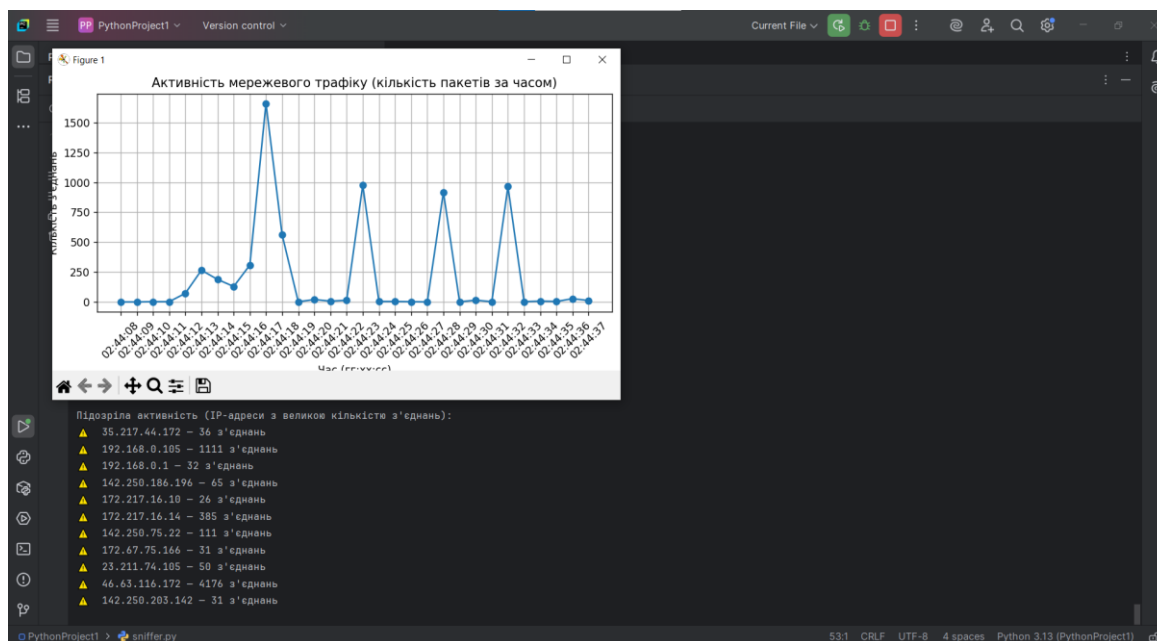 PP PythonProject1 Version control Current File
Figure 1
Активність мережевого трафіку (кількість пакетів за часом)
1500
1250
1000
750
500
250
0
Кількість з'єднань
02:44:08 02:44:09 02:44:10 02:44:11 02:44:12 02:44:13 02:44:14 02:44:15 02:44:16 02:44:17 02:44:18 02:44:19 02:44:20 02:44:21 02:44:22 02:44:23 02:44:24 02:44:25 02:44:26 02:44:27 02:44:28 02:44:29 02:44:30 02:44:31 02:44:32 02:44:33 02:44:34 02:44:35 02:44:36 02:44:37
Час (гг:хх:сс)
Підозріла активність (IP-адреси з великою кількістю з'єднань):
35.217.44.172 – 36 з'єднань
192.168.0.105 – 1111 з'єднань
192.168.0.1 – 32 з'єднань
142.250.186.196 – 65 з'єднань
172.217.16.10 – 26 з'єднань
172.217.16.14 – 385 з'єднань
142.250.75.22 – 111 з'єднань
172.67.75.166 – 31 з'єднань
23.211.74.105 – 50 з'єднань
46.63.116.172 – 4176 з'єднань
142.250.203.142 – 31 з'єднань
PythonProject1 > sniffer.py 53:1 CRLF UTF-8 4 spaces Python 3.13 (PythonProject1)